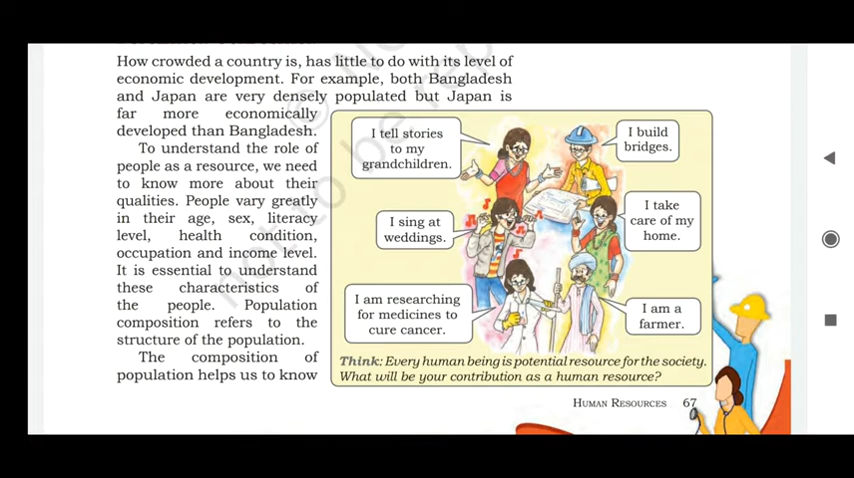 How crowded a country is, has little to do with its level of
economic development. For example, both Bangladesh
and Japan are very densely populated but Japan is
far more economically
developed than Bangladesh.
To understand the role of
people as a resource, we need
to know more about their
qualities. People vary greatly
in their age, sex, literacy
level, health condition,
occupation and income level.
It is essential to understand
these characteristics of
the people. Population
composition refers to the
structure of the population.
The composition of
population helps us to know
I tell stories
to my
grandchildren.
I build
bridges.
I sing at
weddings.
I take
care of my
home.
I am researching
for medicines to
cure cancer.
I am a
farmer.
Think: Every human being is potential resource for the society.
What will be your contribution as a human resource?
HUMAN RESOURCES 67
not to be rep